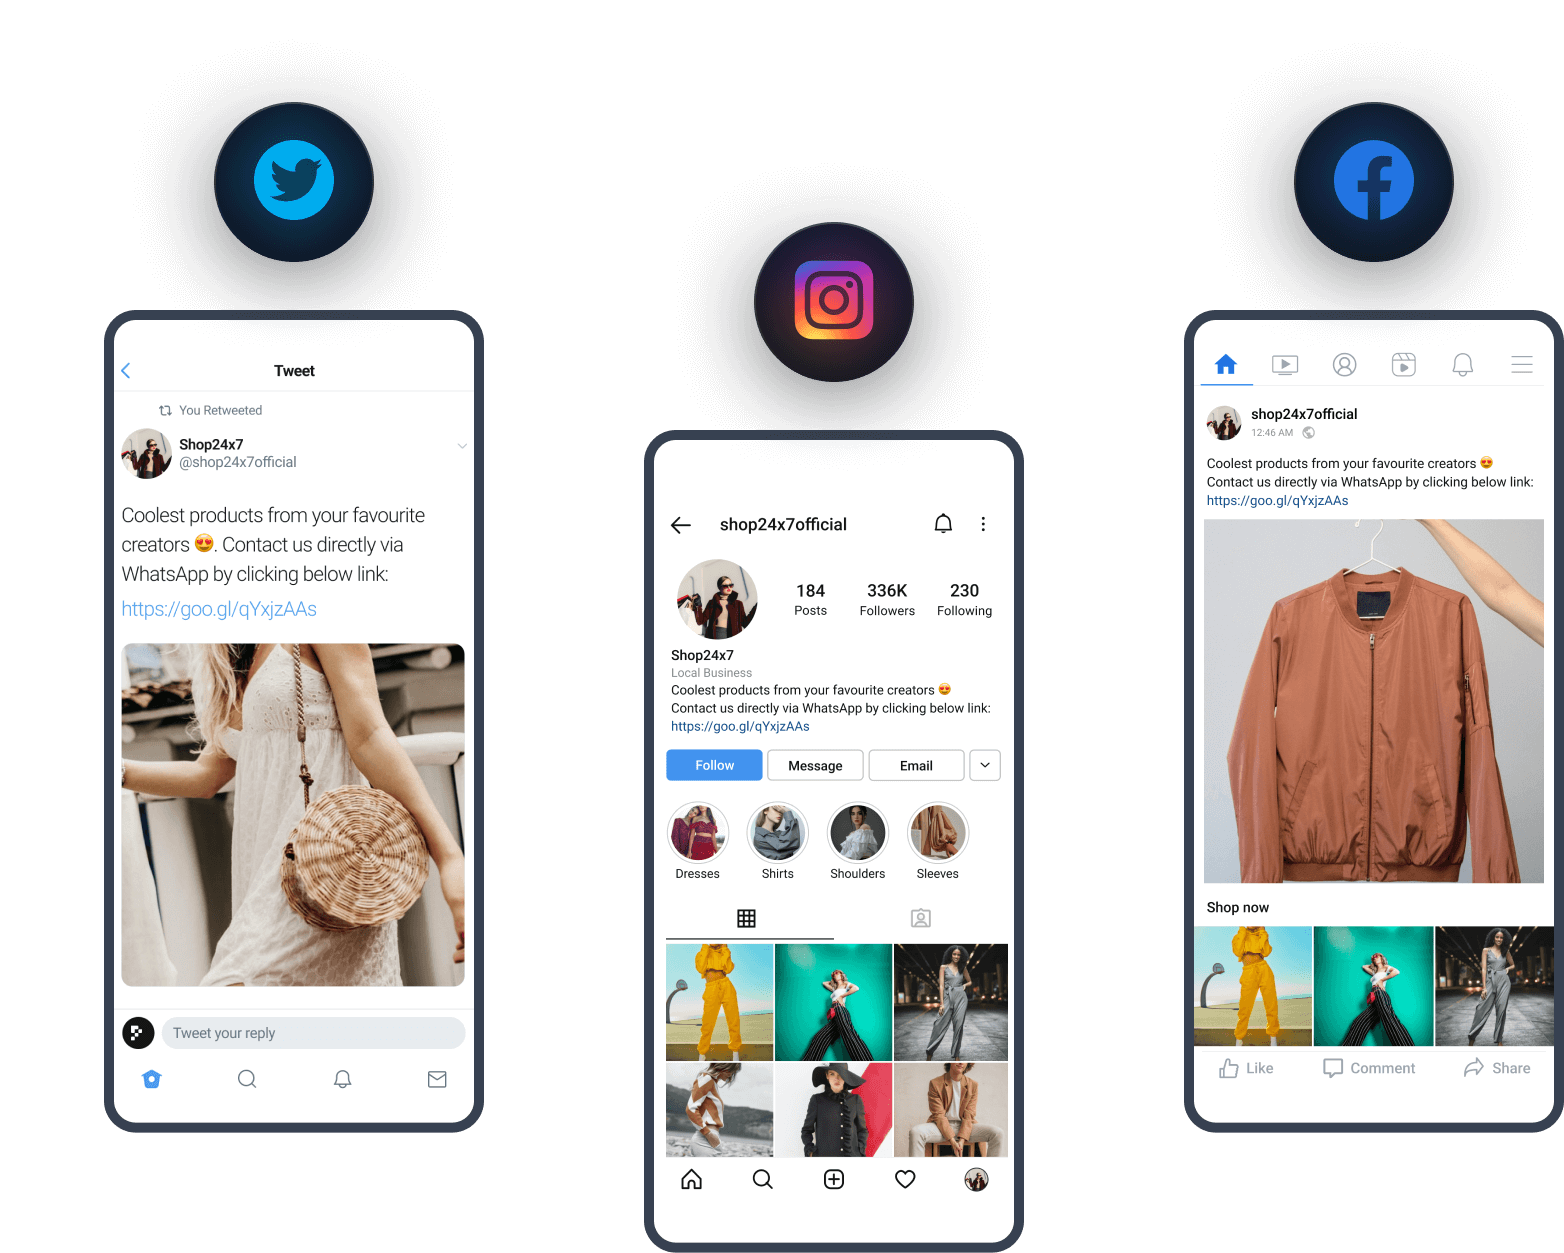 Tweet
You Retweeted
Shop24x7
@shop24x7official
Coolest products from your favourite
creators 😍. Contact us directly via
WhatsApp by clicking below link:
https://goo.gl/qYxjzAAs
Tweet your reply
shop24x7official
184 336K 230
Posts Followers Following
Shop24x7
Local Business
Coolest products from your favourite creators 😍
Contact us directly via WhatsApp by clicking below link:
https://goo.gl/qYxjzAAs
Follow Message Email
Dresses Shirts Shoulders Sleeves
shop24x7official
12:46 AM
Coolest products from your favourite creators 😍
Contact us directly via WhatsApp by clicking below link:
https://goo.gl/qYxjzAAs
Shop now
Like Comment Share